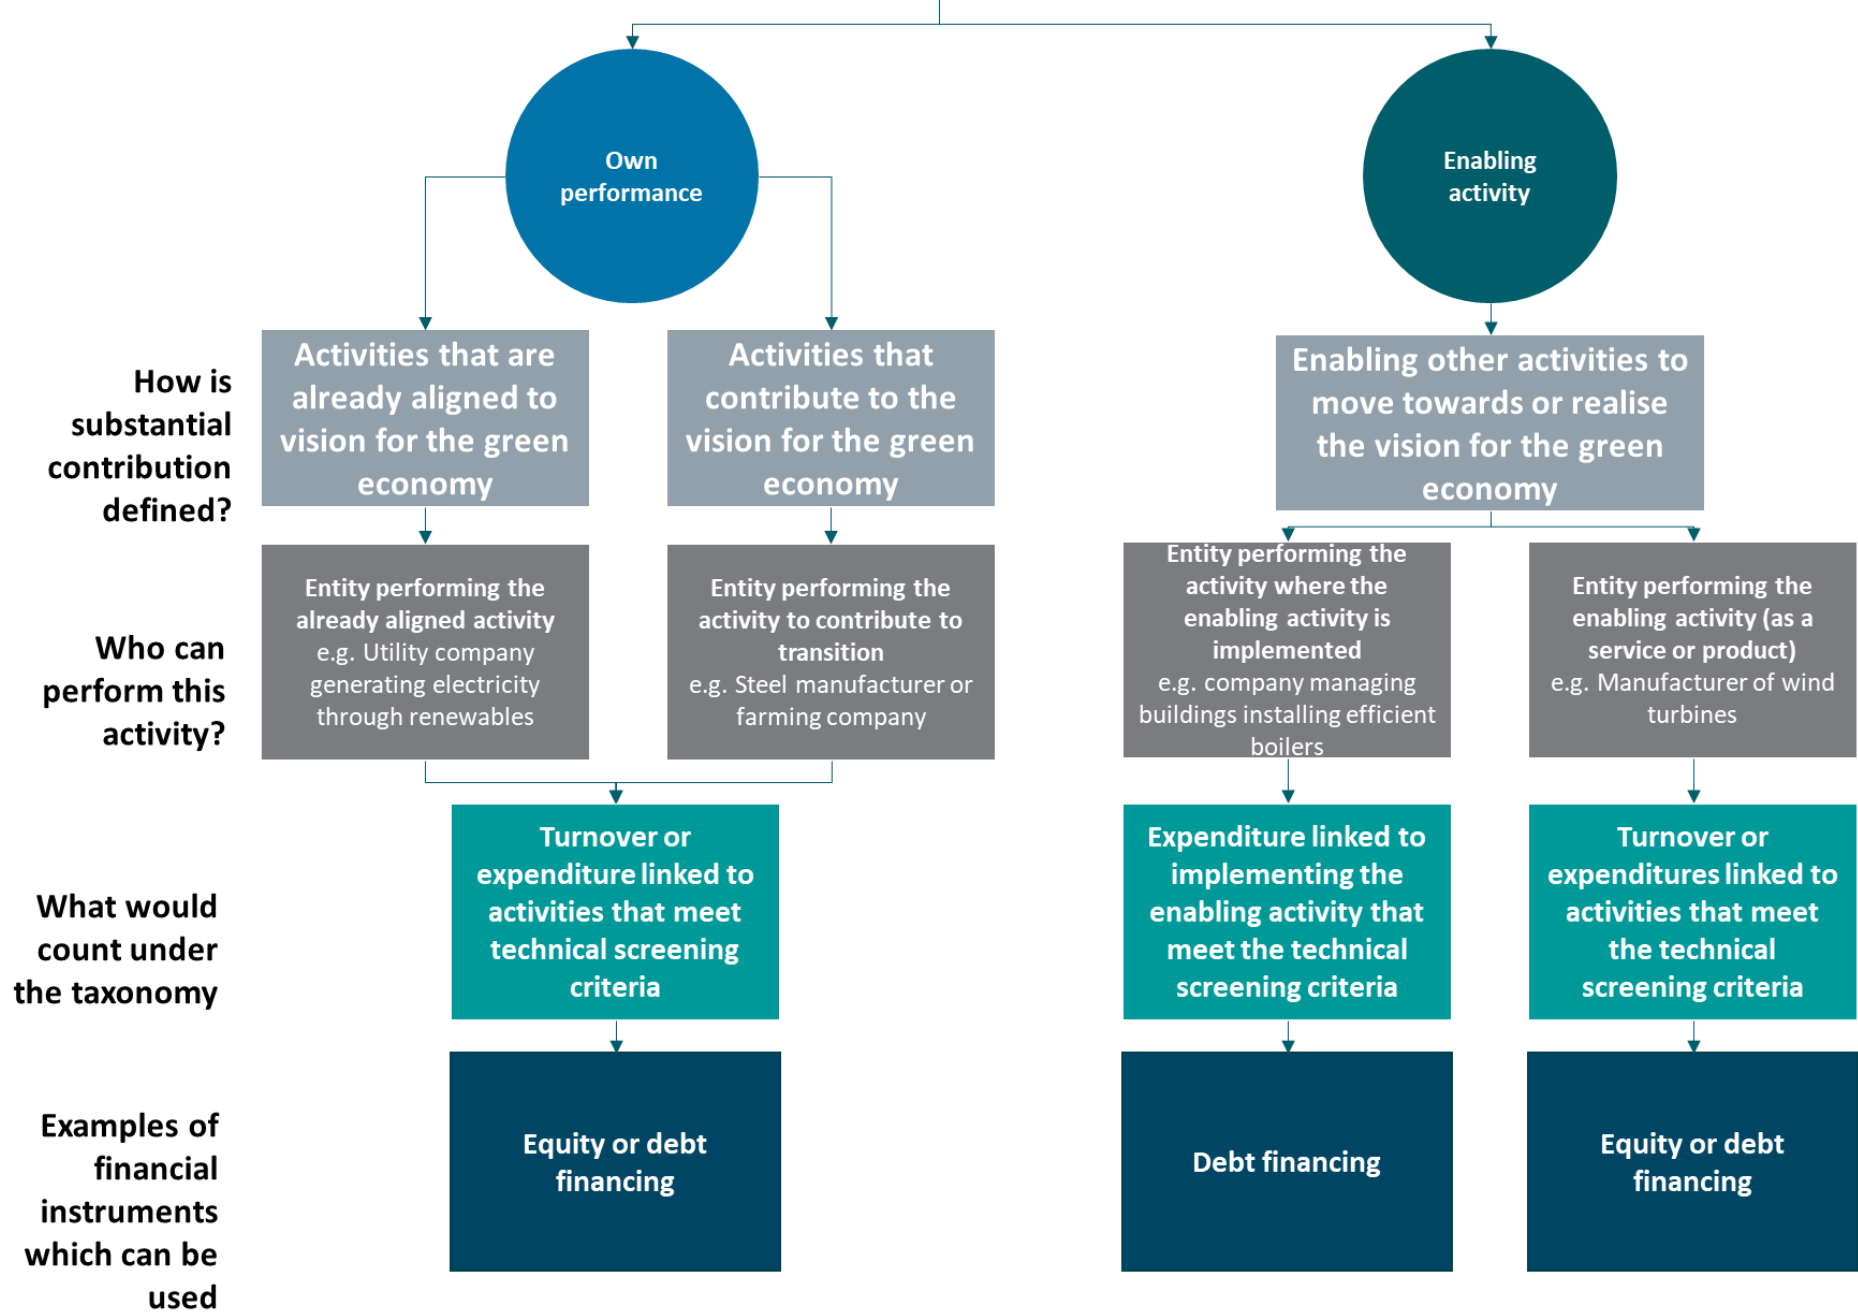 Own
performance
Enabling
activity
How is
substantial
contribution
defined?
Activities that are
already aligned to
vision for the green
economy
Activities that
contribute to the
vision for the green
economy
Enabling other activities to
move towards or realise
the vision for the green
economy
Who can
perform this
activity?
Entity performing the
already aligned activity
e.g. Utility company
generating electricity
through renewables
Entity performing the
activity to contribute to
transition
e.g. Steel manufacturer or
farming company
Entity performing the
activity where the
enabling activity is
implemented
e.g. company managing
buildings installing efficient
boilers
Entity performing the
enabling activity (as a
service or product)
e.g. Manufacturer of wind
turbines
What would
count under
the taxonomy
Turnover or
expenditure linked to
activities that meet
technical screening
criteria
Expenditure linked to
implementing the
enabling activity that
meet the technical
screening criteria
Turnover or
expenditures linked to
activities that meet
the technical
screening criteria
Examples of
financial
instruments
which can be
used
Equity or debt
financing
Debt financing
Equity or debt
financing